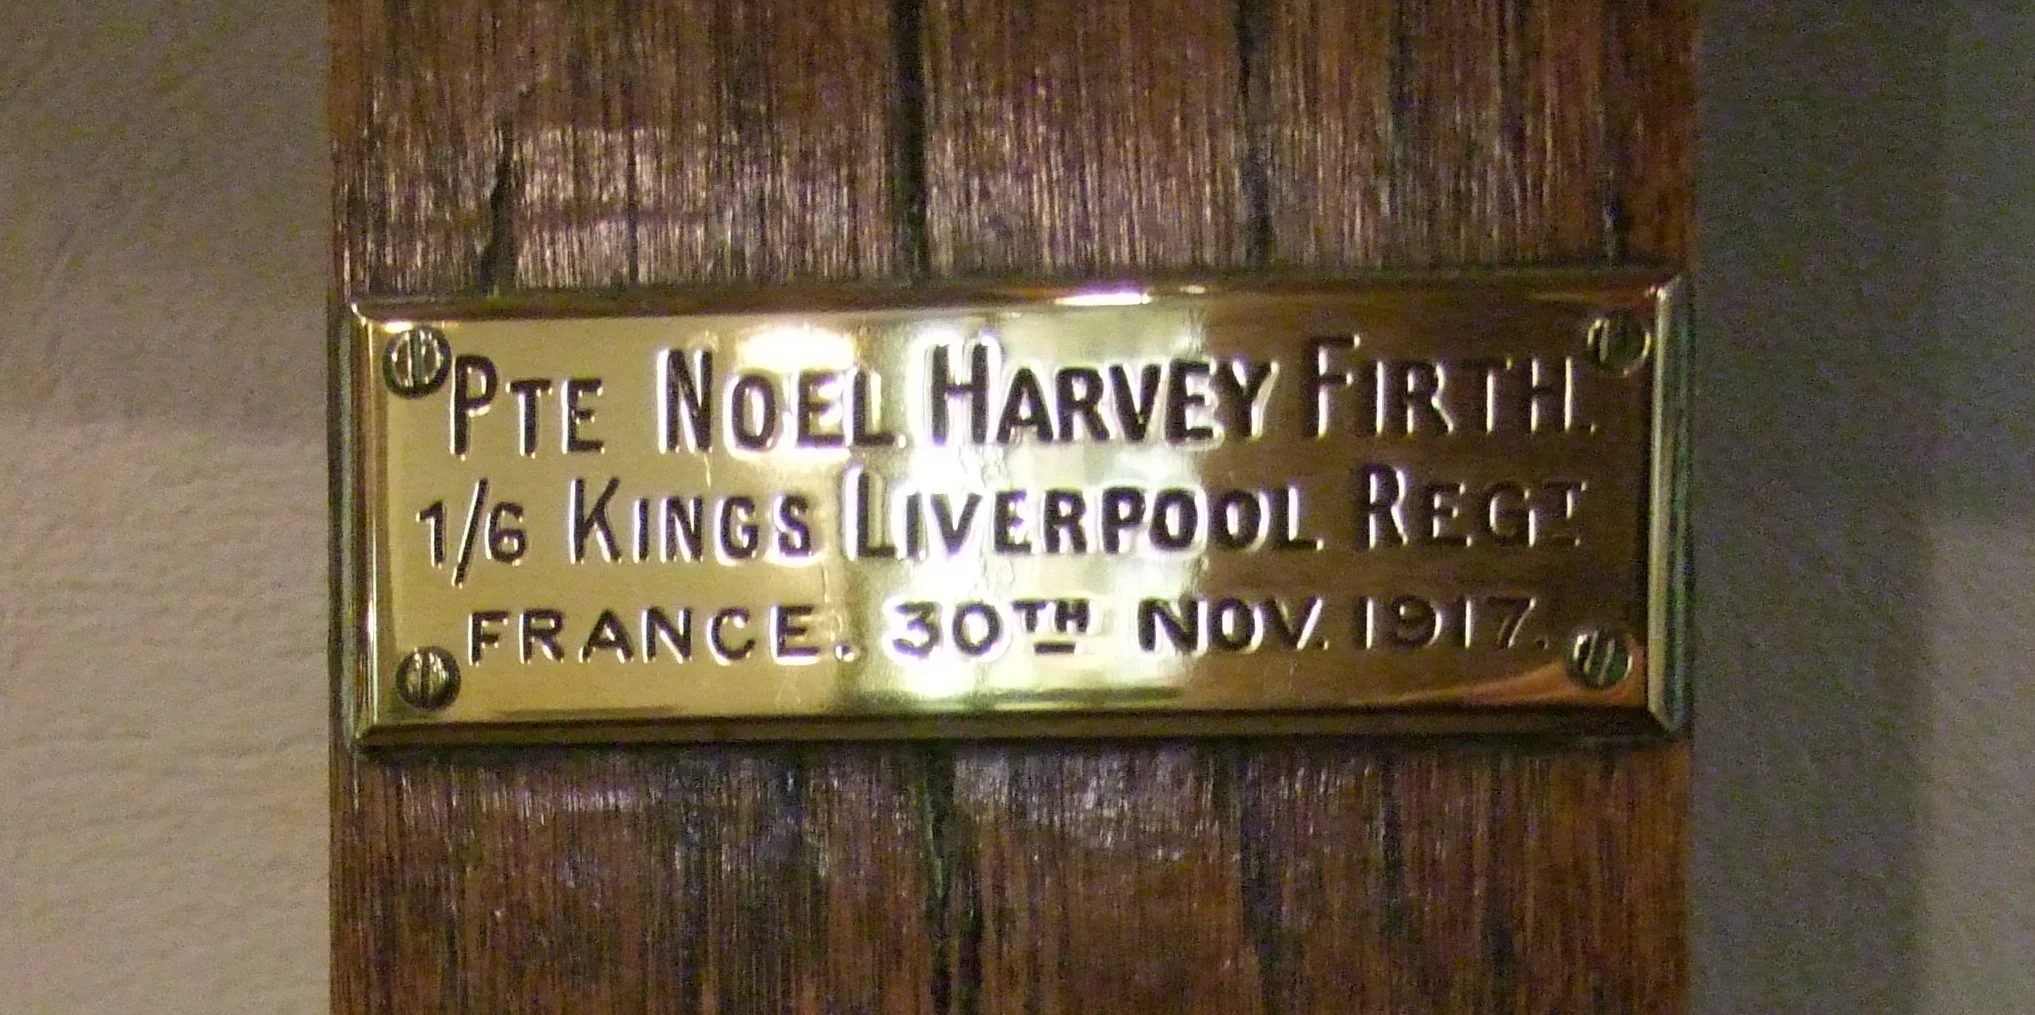 PTE NOEL HARVEY FIRTH.
1/6 KINGS LIVERPOOL REGT
FRANCE. 30TH NOV. 1917.